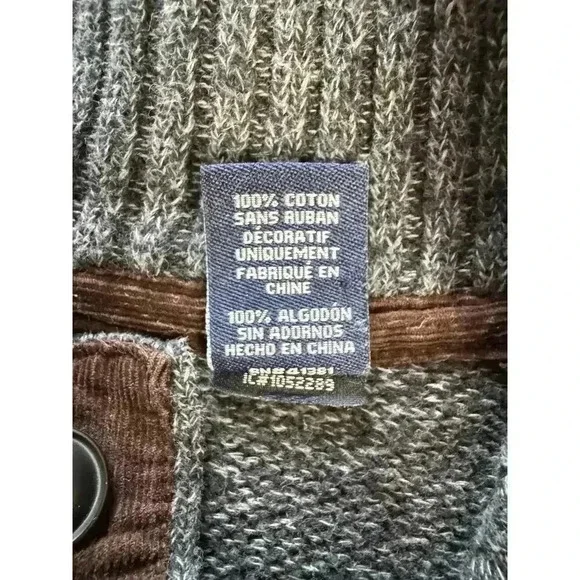 100% COTON
SANS RUBAN
DÉCORATIF
UNIQUEMENT
FABRIQUÉ EN
CHINE
100% ALGODÓN
SIN ADORNOS
HECHO EN CHINA
RN# 41381
IC#1052289